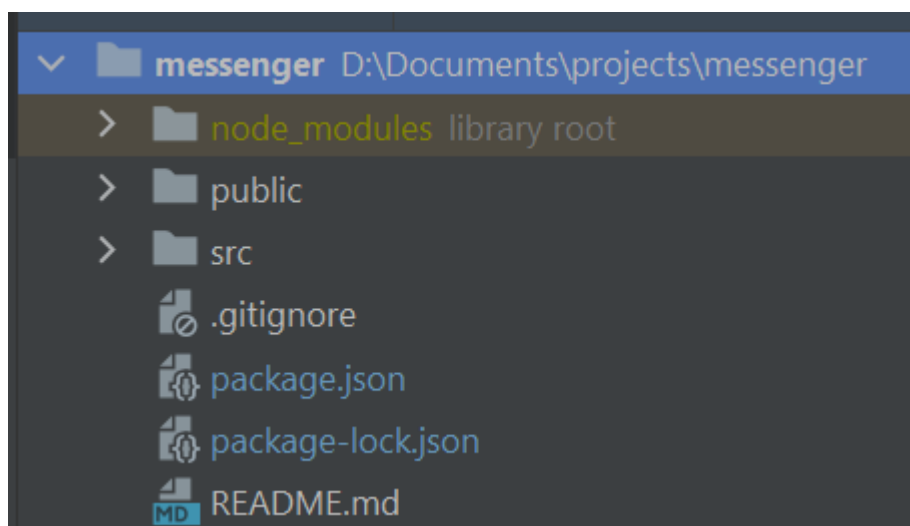 messenger D:\Documents\projects\messenger
node_modules library root
public
src
.gitignore
package.json
package-lock.json
MD README.md